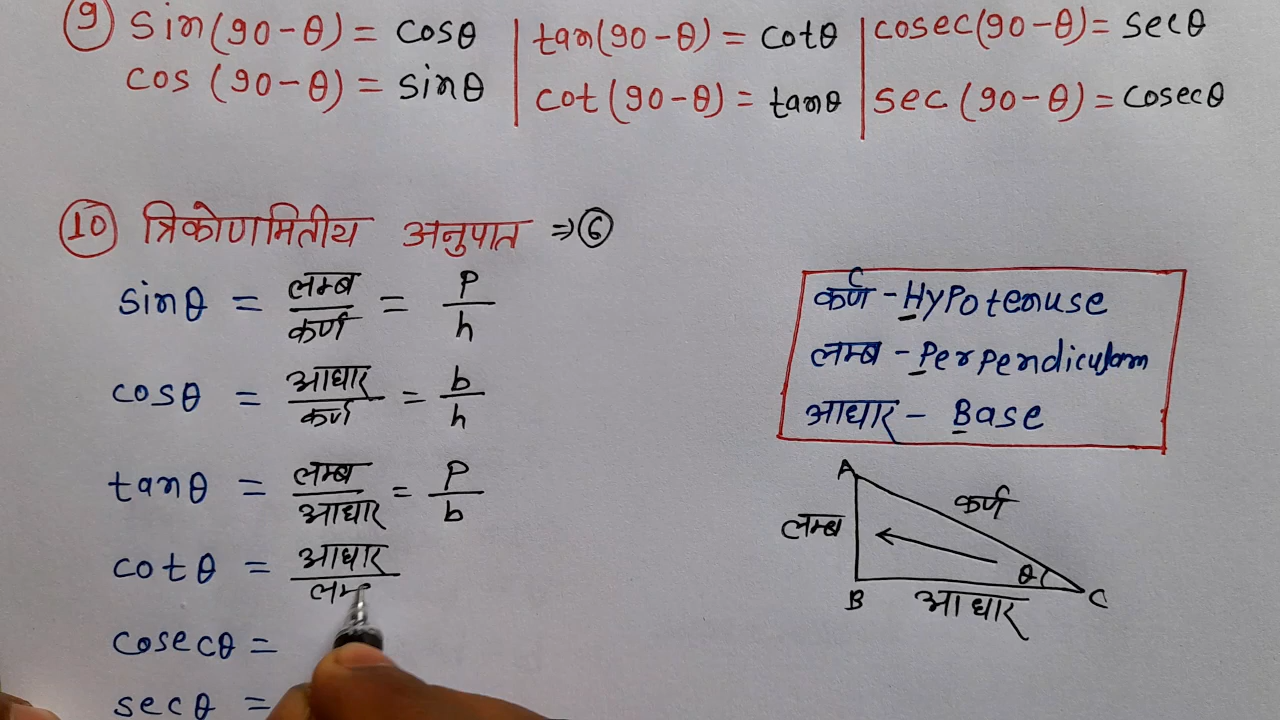 9 sin(90-θ) = cosθ | tan(90-θ) = cotθ | cosec(90-θ) = secθ
cos (90-θ) = sinθ | cot (90-θ) = tanθ | sec (90-θ) = cosecθ
10 त्रिकोणमितीय अनुपात ⇒ 6
sinθ = लम्ब/कर्ण = P/h
cosθ = आधार/कर्ण = b/h
tanθ = लम्ब/आधार = P/b
cotθ = आधार/लम
cosecθ =
secθ =
कर्ण - Hypotenuse
लम्ब - Perpendicular
आधार - Base
A
लम्ब
कर्ण
θ
B
आधार
C